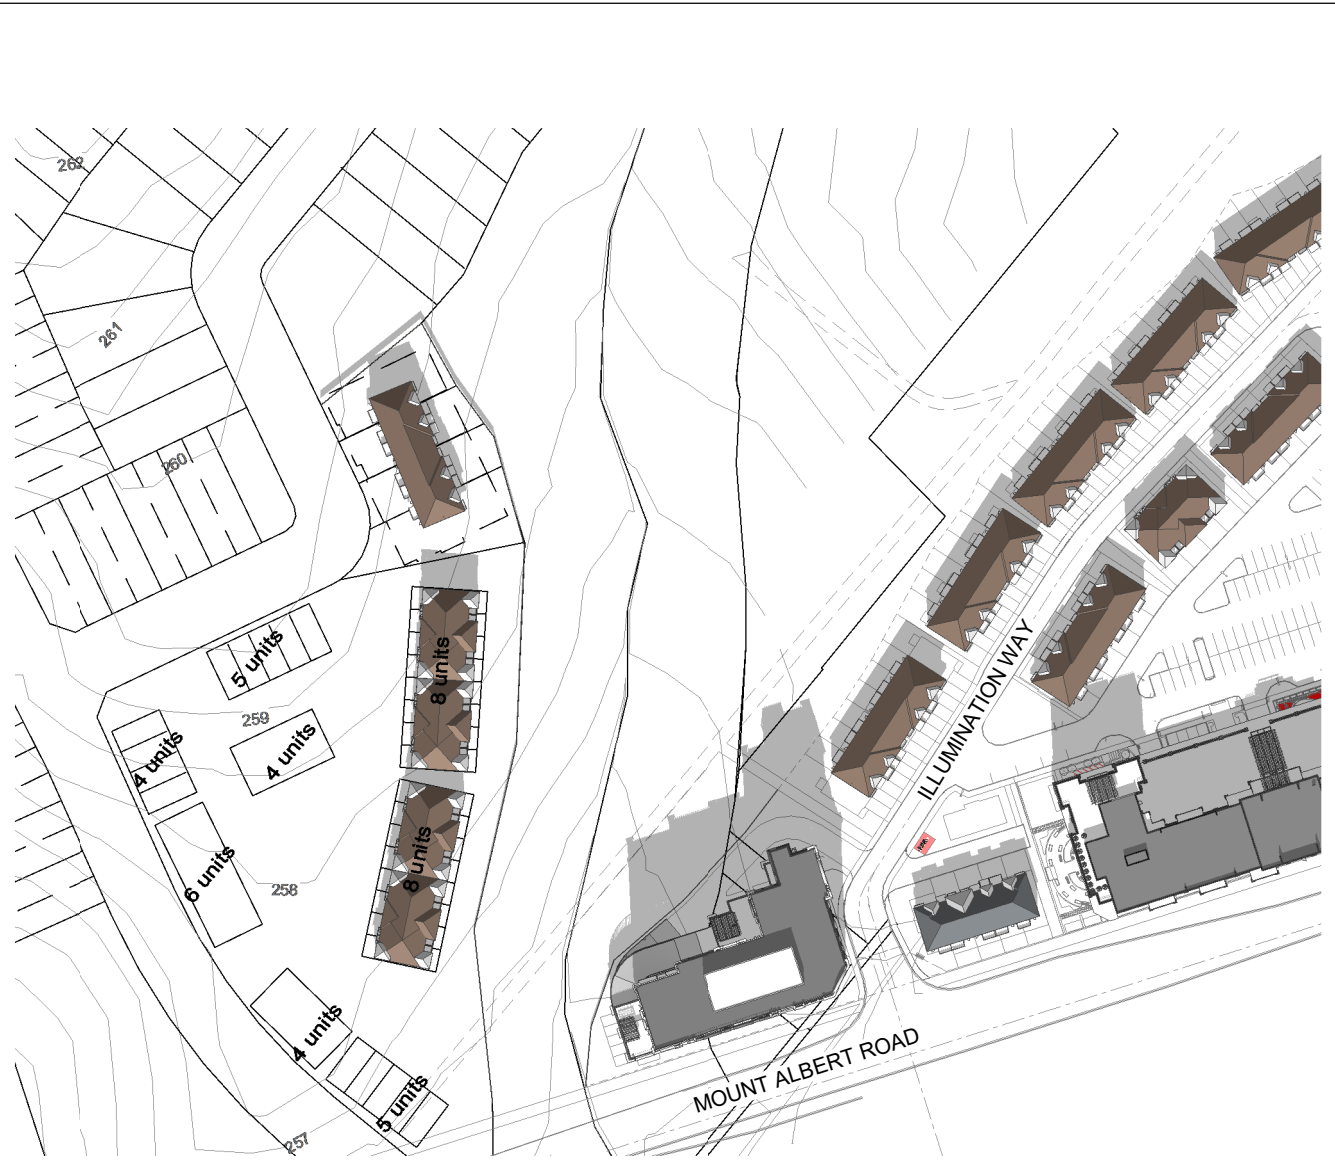 262
261
260
5 units
8 units
259
4 units
4 units
ILLUMINATION WAY
8 units
6 units
258
4 units
MOUNT ALBERT ROAD
5 units
257